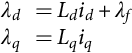 λ_d = L_d i_d + λ_f
λ_q = L_q i_q